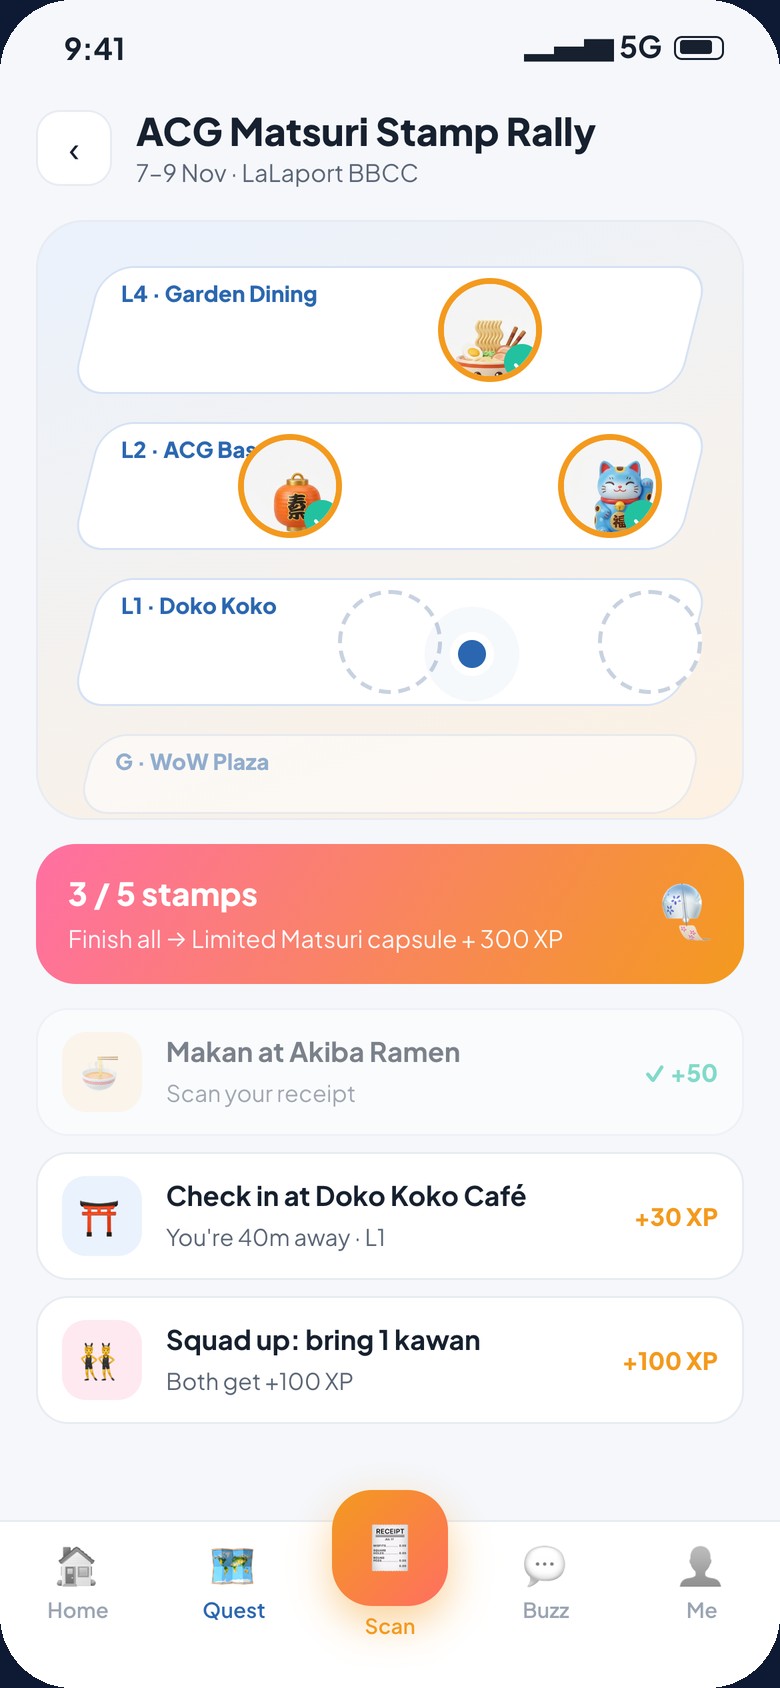 9:41
5G
‹
ACG Matsuri Stamp Rally
7–9 Nov · LaLaport BBCC
L4 · Garden Dining
L2 · ACG Bas
福
L1 · Doko Koko
G · WoW Plaza
3 / 5 stamps
Finish all → Limited Matsuri capsule + 300 XP
Makan at Akiba Ramen
Scan your receipt
✓ +50
Check in at Doko Koko Café
You're 40m away · L1
+30 XP
Squad up: bring 1 kawan
Both get +100 XP
+100 XP
RECEIPT
Home
Quest
Scan
Buzz
Me